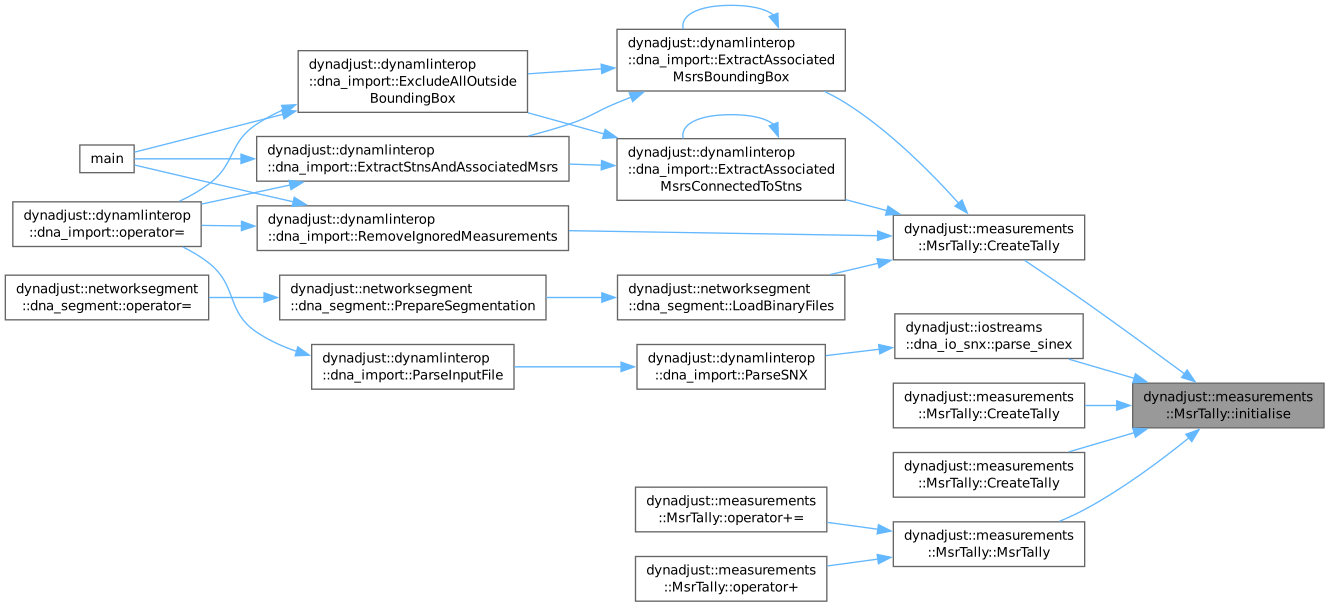 main
dynadjust::dynamlinterop
::dna_import::operator=
dynadjust::networksegment
::dna_segment::operator=
dynadjust::dynamlinterop
::dna_import::ExcludeAllOutside
BoundingBox
dynadjust::dynamlinterop
::dna_import::ExtractStnsAndAssociatedMsrs
dynadjust::dynamlinterop
::dna_import::RemoveIgnoredMeasurements
dynadjust::networksegment
::dna_segment::PrepareSegmentation
dynadjust::dynamlinterop
::dna_import::ParseInputFile
dynadjust::dynamlinterop
::dna_import::ExtractAssociated
MsrsBoundingBox
dynadjust::dynamlinterop
::dna_import::ExtractAssociated
MsrsConnectedToStns
dynadjust::networksegment
::dna_segment::LoadBinaryFiles
dynadjust::dynamlinterop
::dna_import::ParseSNX
dynadjust::measurements
::MsrTally::operator+=
dynadjust::measurements
::MsrTally::operator+
dynadjust::measurements
::MsrTally::CreateTally
dynadjust::iostreams
::dna_io_snx::parse_sinex
dynadjust::measurements
::MsrTally::CreateTally
dynadjust::measurements
::MsrTally::CreateTally
dynadjust::measurements
::MsrTally::MsrTally
dynadjust::measurements
::MsrTally::initialise